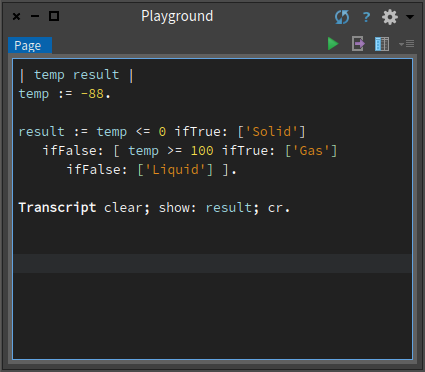 Playground
?
Page
| temp result |
temp := -88.
result := temp <= 0 ifTrue: ['Solid']
ifFalse: [ temp >= 100 ifTrue: ['Gas']
ifFalse: ['Liquid'] ].
Transcript clear; show: result; cr.